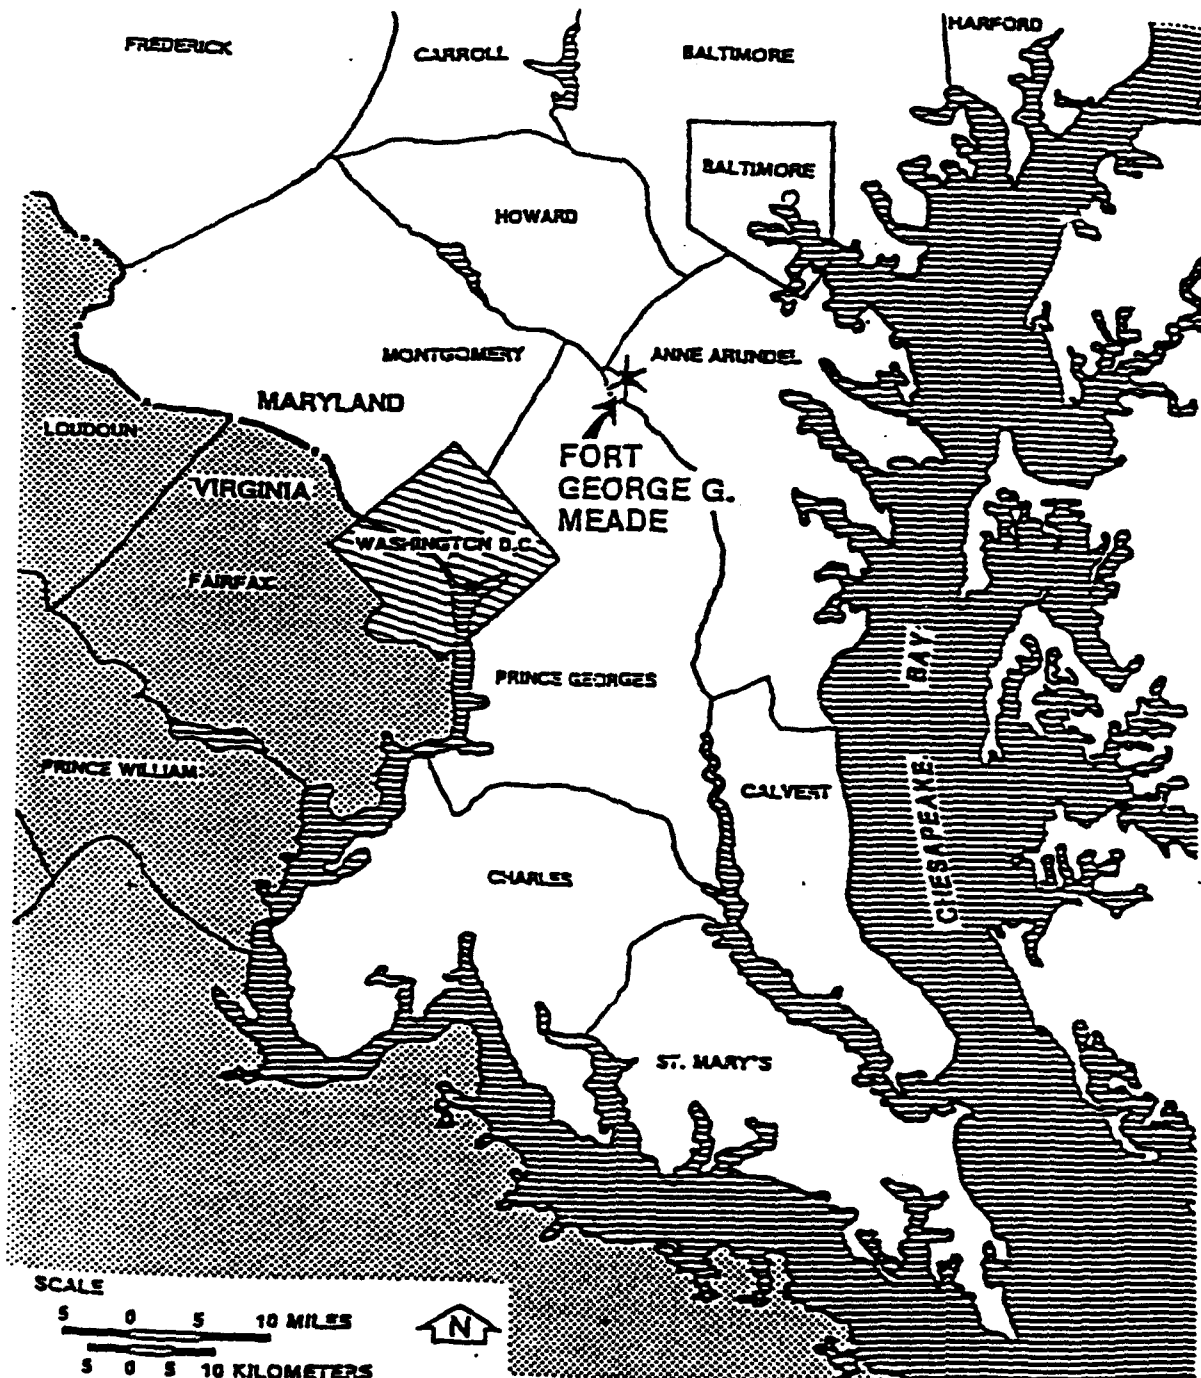 FREDERICK
CARROLL
BALTIMORE
HARFORD
BALTIMORE
HOWARD
MONTGOMERY
ANNE ARUNDEL
MARYLAND
LOUDOUN
FORT
GEORGE G.
MEADE
VIRGINIA
WASHINGTON D.C.
FAIRFAX
PRINCE GEORGES
BAY
PRINCE WILLIAM
CALVERT
CHESAPEAKE
CHARLES
ST. MARY'S
SCALE
5 0 5 10 MILES
N
5 0 5 10 KILOMETERS